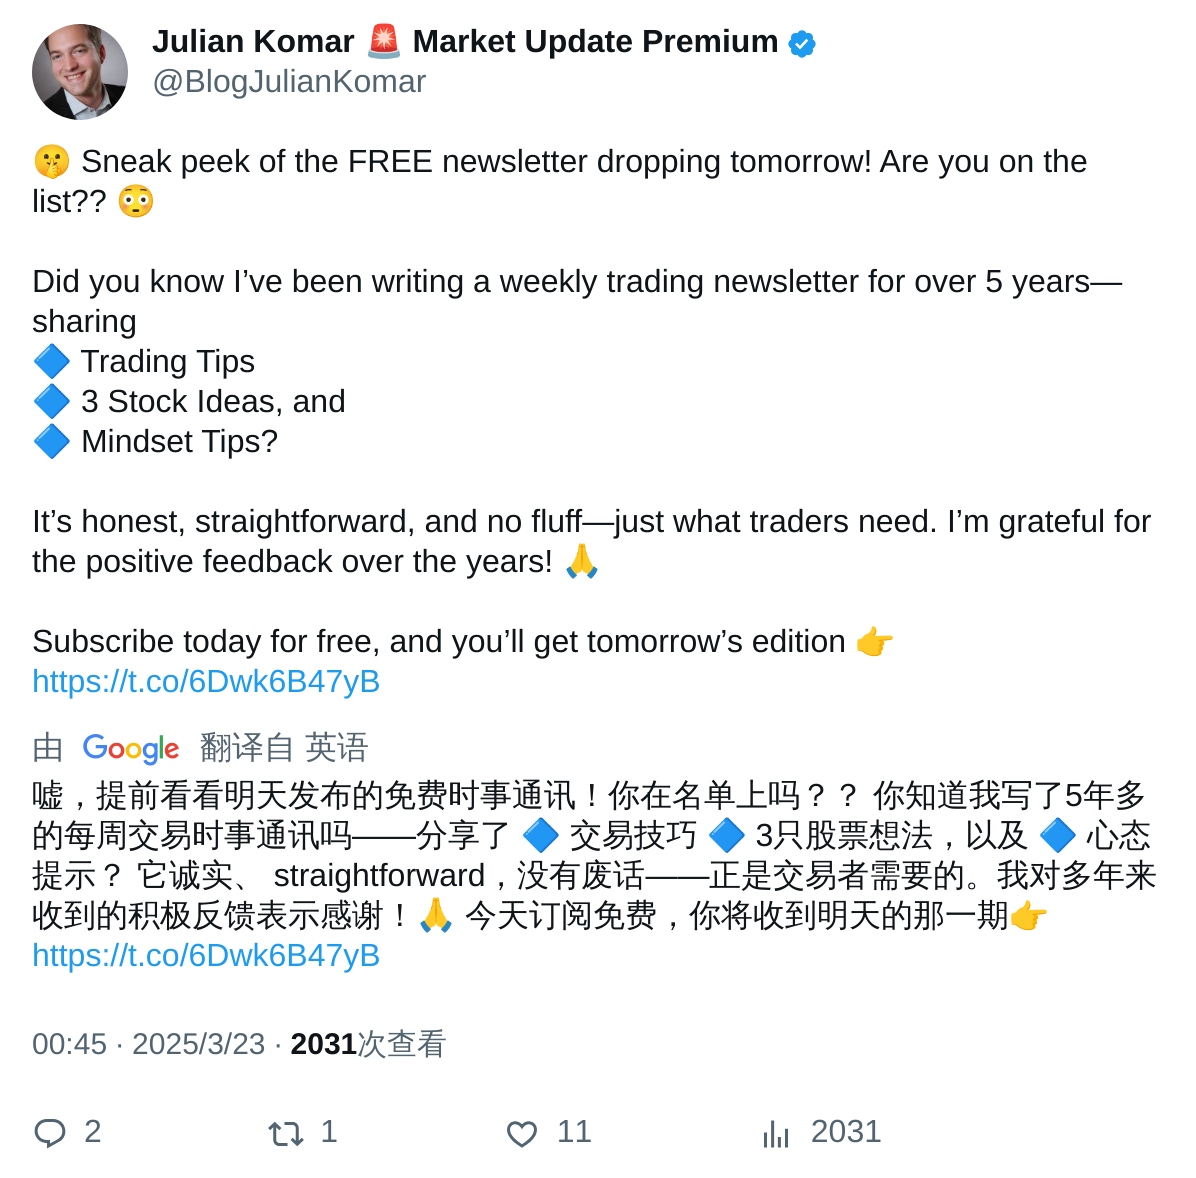 Julian Komar 🚨 Market Update Premium
@BlogJulianKomar
🤫 Sneak peek of the FREE newsletter dropping tomorrow! Are you on the
list?? 😳
Did you know I’ve been writing a weekly trading newsletter for over 5 years—
sharing
🔷 Trading Tips
🔷 3 Stock Ideas, and
🔷 Mindset Tips?
It’s honest, straightforward, and no fluff—just what traders need. I’m grateful for
the positive feedback over the years! 🙏
Subscribe today for free, and you’ll get tomorrow’s edition 👉
https://t.co/6Dwk6B47yB
由 Google 翻译自 英语
嘘，提前看看明天发布的免费时事通讯！你在名单上吗？？ 你知道我写了5年多
的每周交易时事通讯吗——分享了 🔷 交易技巧 🔷 3只股票想法，以及 🔷 心态
提示？ 它诚实、 straightforward，没有废话——正是交易者需要的。我对多年来
收到的积极反馈表示感谢！🙏 今天订阅免费，你将收到明天的那一期👉
https://t.co/6Dwk6B47yB
00:45 · 2025/3/23 · 2031次查看
2 1 11 2031